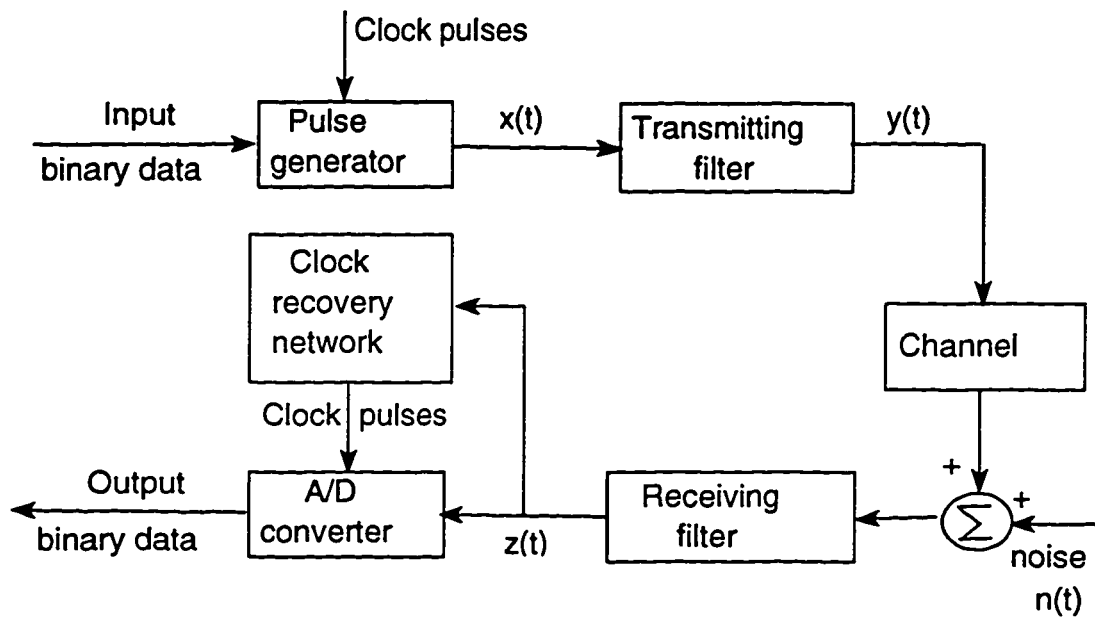 Clock pulses
Input
binary data
Pulse
generator
x(t)
Transmitting
filter
y(t)
Clock
recovery
network
Channel
Clock pulses
+
+
Output
binary data
A/D
converter
z(t)
Receiving
filter
Σ
noise
n(t)